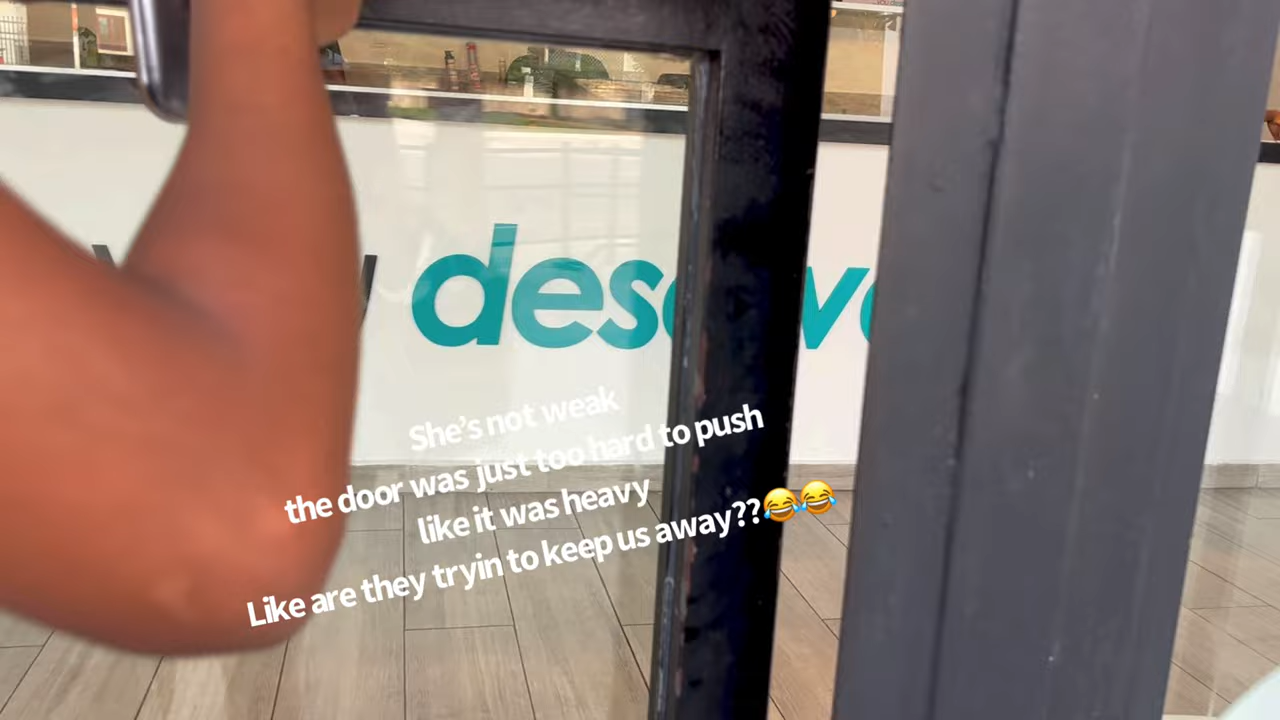 deserve
She's not weak
the door was just too hard to push
like it was heavy
Like are they tryin to keep us away??😂😂